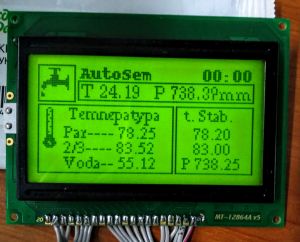 AutoSem 00:00
T 24.19 P 738.3?mm
Температура t. Stab.
Par---- 78.25 78.20
2/3---- 83.52 83.00
Voda-- 55.12 P 738.25
20
MT-12864A v5